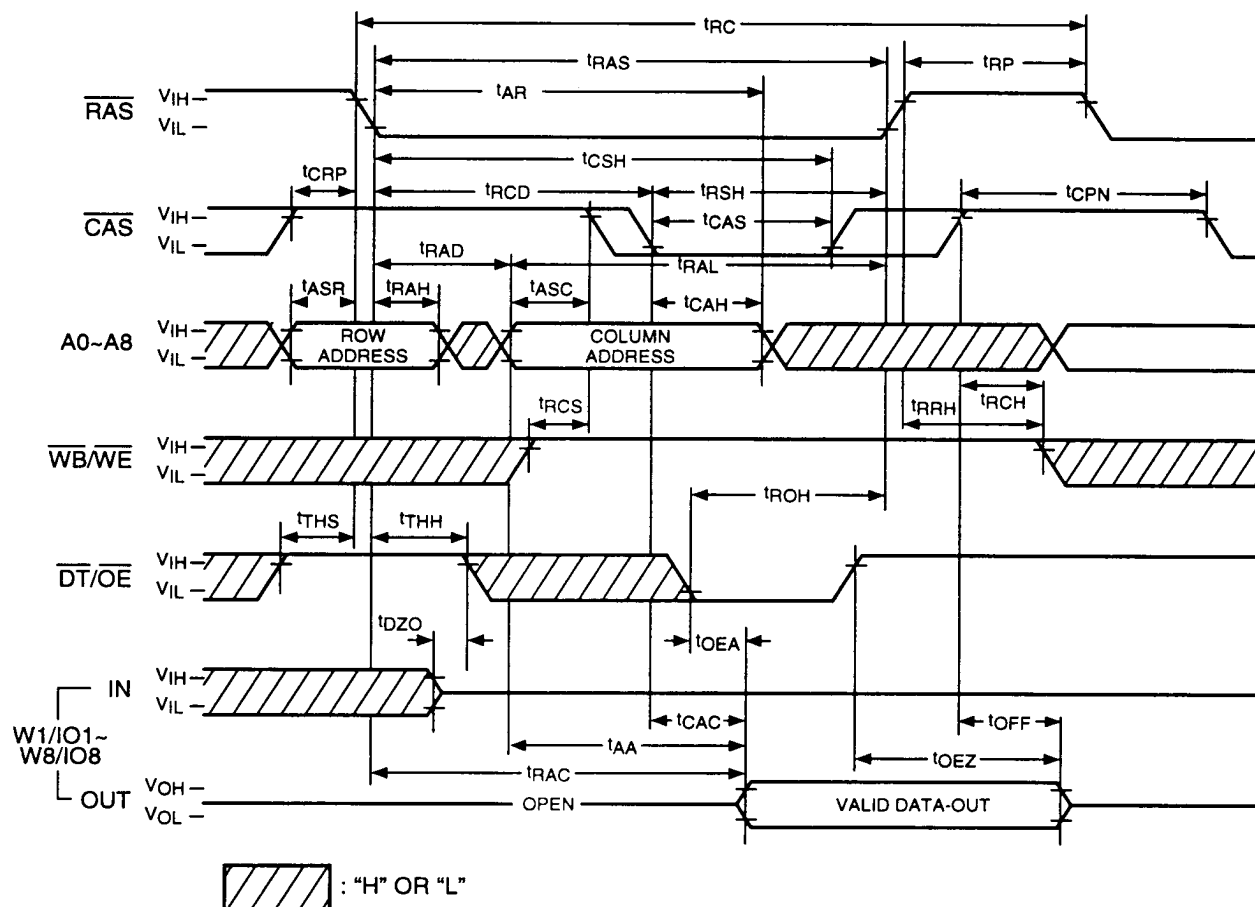 tRC
tRAS
tRP
tAR
RAS
VIH
VIL
tCSH
tCRP
tRCD
tRSH
tCPN
CAS
VIH
VIL
tCAS
tRAD
tRAL
tASR
tRAH
tASC
tCAH
A0~A8
VIH
VIL
ROW
ADDRESS
COLUMN
ADDRESS
tRCS
tRRH
tRCH
WB/WE
VIH
VIL
tROH
tTHS
tTHH
DT/OE
VIH
VIL
tDZO
tOEA
IN
VIH
VIL
W1/IO1~
W8/IO8
tCAC
tOFF
tAA
tOEZ
tRAC
OUT
VOH
VOL
OPEN
VALID DATA-OUT
: “H” OR “L”